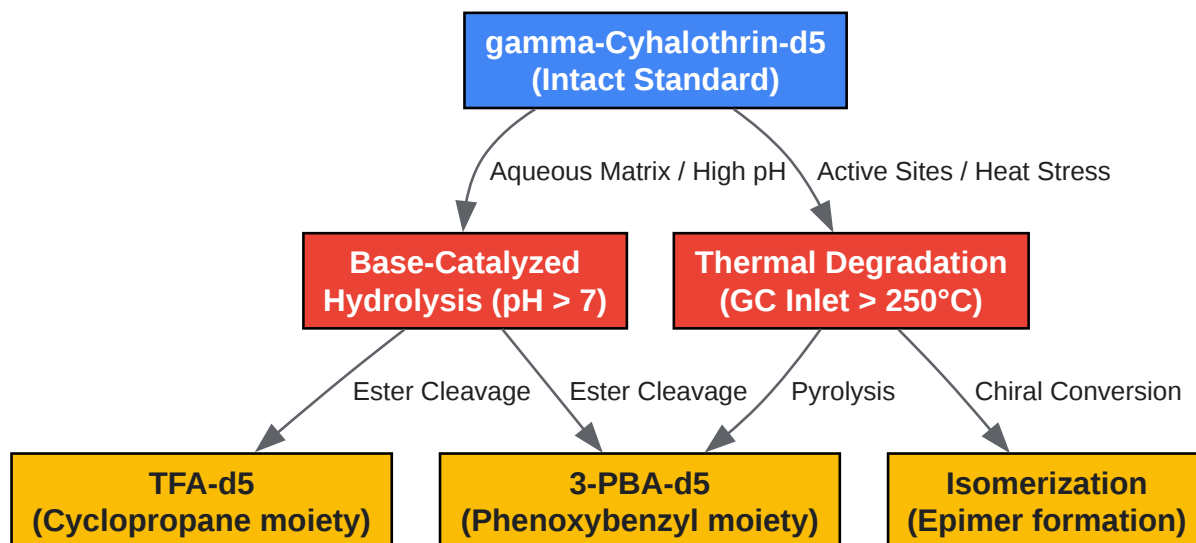 gamma-Cyhalothrin-d5
(Intact Standard)
Aqueous Matrix / High pH
Active Sites / Heat Stress
Base-Catalyzed
Hydrolysis (pH > 7)
Thermal Degradation
(GC Inlet > 250°C)
Ester Cleavage
Ester Cleavage
Pyrolysis
Chiral Conversion
TFA-d5
(Cyclopropane moiety)
3-PBA-d5
(Phenoxybenzyl moiety)
Isomerization
(Epimer formation)